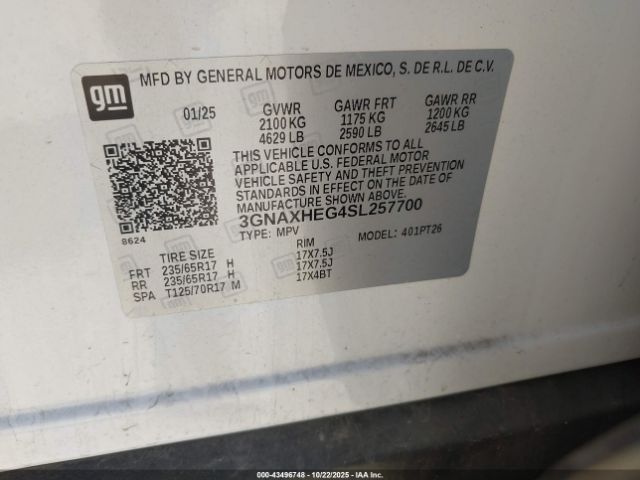 gm
MFD BY GENERAL MOTORS DE MEXICO, S. DE R.L. DE C.V.
01/25 GVWR GAWR FRT GAWR RR
2100 KG 1175 KG 1200 KG
4629 LB 2590 LB 2645 LB
THIS VEHICLE CONFORMS TO ALL
APPLICABLE U.S. FEDERAL MOTOR
VEHICLE SAFETY AND THEFT PREVENTION
STANDARDS IN EFFECT ON THE DATE OF
MANUFACTURE SHOWN ABOVE.
3GNAXHEG4SL257700
TYPE: MPV MODEL: 401PT26
8624
TIRE SIZE RIM
FRT 235/65R17 H 17X7.5J
RR 235/65R17 H 17X7.5J
SPA T125/70R17 M 17X4BT
000-43496748 - 10/22/2025 - IAA, Inc.